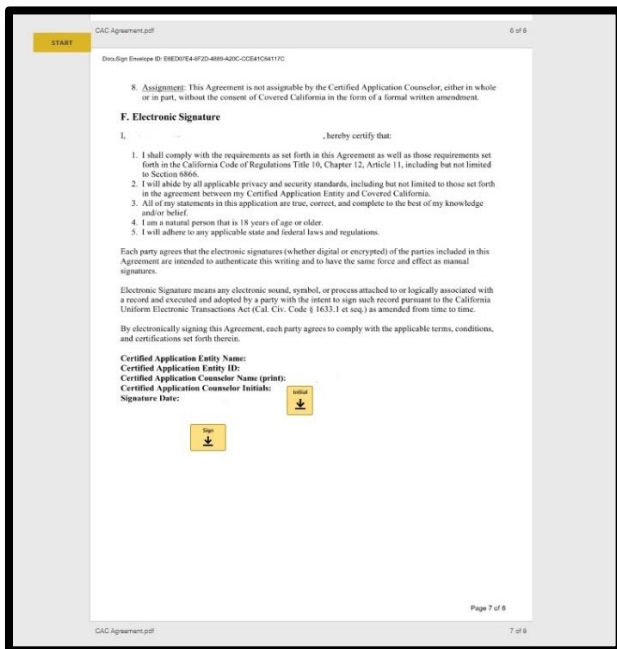 CAC Agreement.pdf 6 of 8
START
DocuSign Envelope ID:
8. Assignment: This Agreement is not assignable by the Certified Application Counselor, either in whole
or in part, without the consent of Covered California in the form of a formal written amendment.
F. Electronic Signature
I, , hereby certify that:
1. I shall comply with the requirements as set forth in this Agreement as well as those requirements set
forth in the California Code of Regulations Title 10, Chapter 12, Article 11, including but not limited
to Section 6866.
2. I will abide by all applicable privacy and security standards, including but not limited to those set forth
in the agreement between my Certified Application Entity and Covered California.
3. All of my statements in this application are true, correct, and complete to the best of my knowledge
and/or belief.
4. I am a natural person that is 18 years of age or older.
5. I will adhere to any applicable state and federal laws and regulations.
Each party agrees that the electronic signatures (whether digital or encrypted) of the parties included in this
Agreement are intended to authenticate this writing and to have the same force and effect as manual
signatures.
Electronic Signature means any electronic sound, symbol, or process attached to or logically associated with
a record and executed and adopted by a party with the intent to sign such record pursuant to the California
Uniform Electronic Transactions Act (Cal. Civ. Code § 1633.1 et seq.) as amended from time to time.
By electronically signing this Agreement, each party agrees to comply with the applicable terms, conditions,
and certifications set forth therein.
Certified Application Entity Name:
Certified Application Entity ID:
Certified Application Counselor Name (print):
Certified Application Counselor Initials:
Signature Date:
Initial
Sign
Page 7 of 8
CAC Agreement.pdf 7 of 8